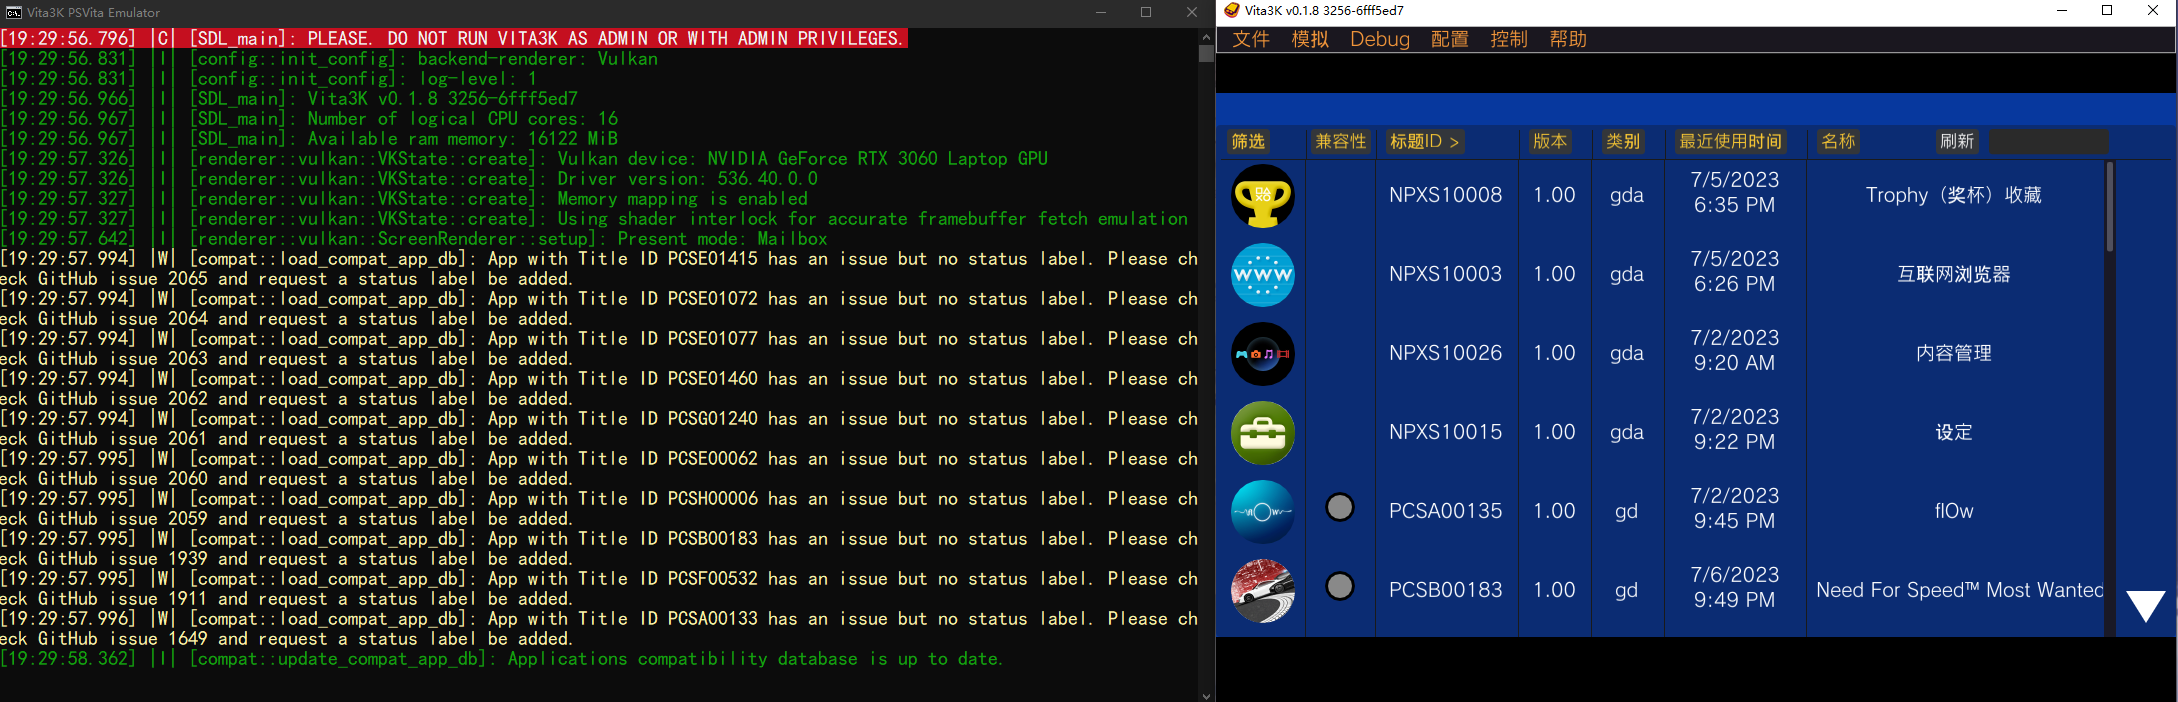 Vita3K PSVita Emulator
[19:29:56.796] |C| [SDL_main]: PLEASE. DO NOT RUN VITA3K AS ADMIN OR WITH ADMIN PRIVILEGES.
[19:29:56.831] |I| [config::init_config]: backend-renderer: Vulkan
[19:29:56.831] |I| [config::init_config]: log-level: 1
[19:29:56.966] |I| [SDL_main]: Vita3K v0.1.8 3256-6fff5ed7
[19:29:56.967] |I| [SDL_main]: Number of logical CPU cores: 16
[19:29:56.967] |I| [SDL_main]: Available ram memory: 16122 MiB
[19:29:57.326] |I| [renderer::vulkan::VKState::create]: Vulkan device: NVIDIA GeForce RTX 3060 Laptop GPU
[19:29:57.326] |I| [renderer::vulkan::VKState::create]: Driver version: 536.40.0.0
[19:29:57.327] |I| [renderer::vulkan::VKState::create]: Memory mapping is enabled
[19:29:57.327] |I| [renderer::vulkan::VKState::create]: Using shader interlock for accurate framebuffer fetch emulation
[19:29:57.642] |I| [renderer::vulkan::ScreenRenderer::setup]: Present mode: Mailbox
[19:29:57.994] |W| [compat::load_compat_app_db]: App with Title ID PCSE01415 has an issue but no status label. Please ch
eck GitHub issue 2065 and request a status label be added.
[19:29:57.994] |W| [compat::load_compat_app_db]: App with Title ID PCSE01072 has an issue but no status label. Please ch
eck GitHub issue 2064 and request a status label be added.
[19:29:57.994] |W| [compat::load_compat_app_db]: App with Title ID PCSE01077 has an issue but no status label. Please ch
eck GitHub issue 2063 and request a status label be added.
[19:29:57.994] |W| [compat::load_compat_app_db]: App with Title ID PCSE01460 has an issue but no status label. Please ch
eck GitHub issue 2062 and request a status label be added.
[19:29:57.994] |W| [compat::load_compat_app_db]: App with Title ID PCSG01240 has an issue but no status label. Please ch
eck GitHub issue 2061 and request a status label be added.
[19:29:57.995] |W| [compat::load_compat_app_db]: App with Title ID PCSE00062 has an issue but no status label. Please ch
eck GitHub issue 2060 and request a status label be added.
[19:29:57.995] |W| [compat::load_compat_app_db]: App with Title ID PCSH00006 has an issue but no status label. Please ch
eck GitHub issue 2059 and request a status label be added.
[19:29:57.995] |W| [compat::load_compat_app_db]: App with Title ID PCSB00183 has an issue but no status label. Please ch
eck GitHub issue 1939 and request a status label be added.
[19:29:57.995] |W| [compat::load_compat_app_db]: App with Title ID PCSF00532 has an issue but no status label. Please ch
eck GitHub issue 1911 and request a status label be added.
[19:29:57.996] |W| [compat::load_compat_app_db]: App with Title ID PCSA00133 has an issue but no status label. Please ch
eck GitHub issue 1649 and request a status label be added.
[19:29:58.362] |I| [compat::update_compat_app_db]: Applications compatibility database is up to date.
Vita3K v0.1.8 3256-6fff5ed7
文件 模拟 Debug 配置 控制 帮助
筛选 兼容性 标题ID > 版本 类别 最近使用时间 名称 刷新
NPXS10008 1.00 gda 7/5/2023 6:35 PM Trophy（奖杯）收藏
www NPXS10003 1.00 gda 7/5/2023 6:26 PM 互联网浏览器
NPXS10026 1.00 gda 7/2/2023 9:20 AM 内容管理
NPXS10015 1.00 gda 7/2/2023 9:22 PM 设定
flOw PCSA00135 1.00 gd 7/2/2023 9:45 PM flOw
PCSB00183 1.00 gd 7/6/2023 9:49 PM Need For Speed™ Most Wanted